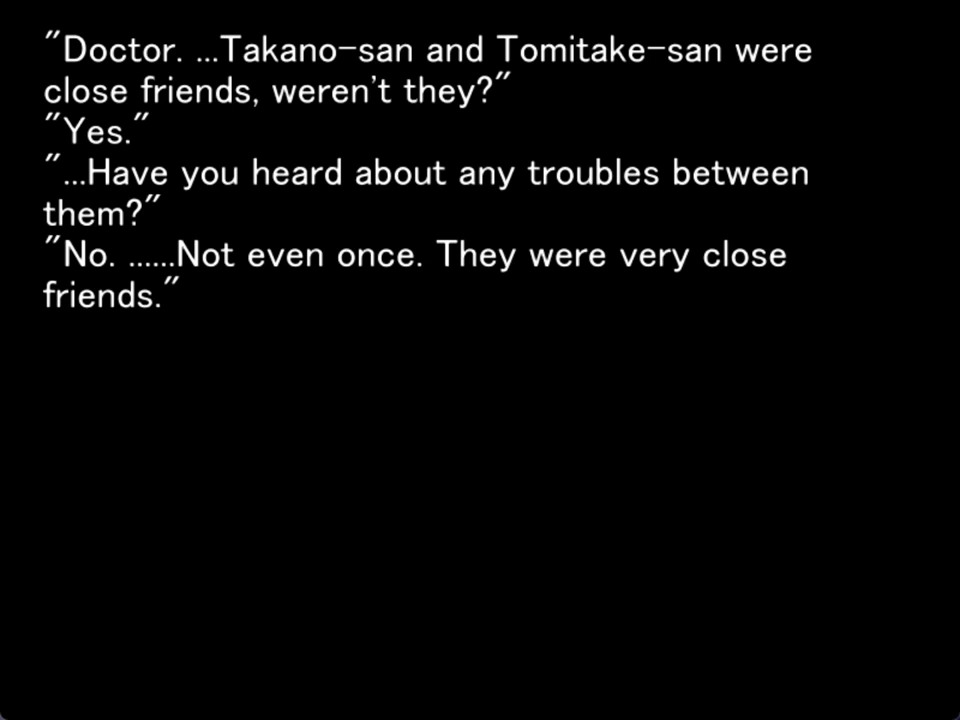 "Doctor. ...Takano-san and Tomitake-san were
close friends, weren't they?"
"Yes."
"...Have you heard about any troubles between
them?"
"No. ......Not even once. They were very close
friends."